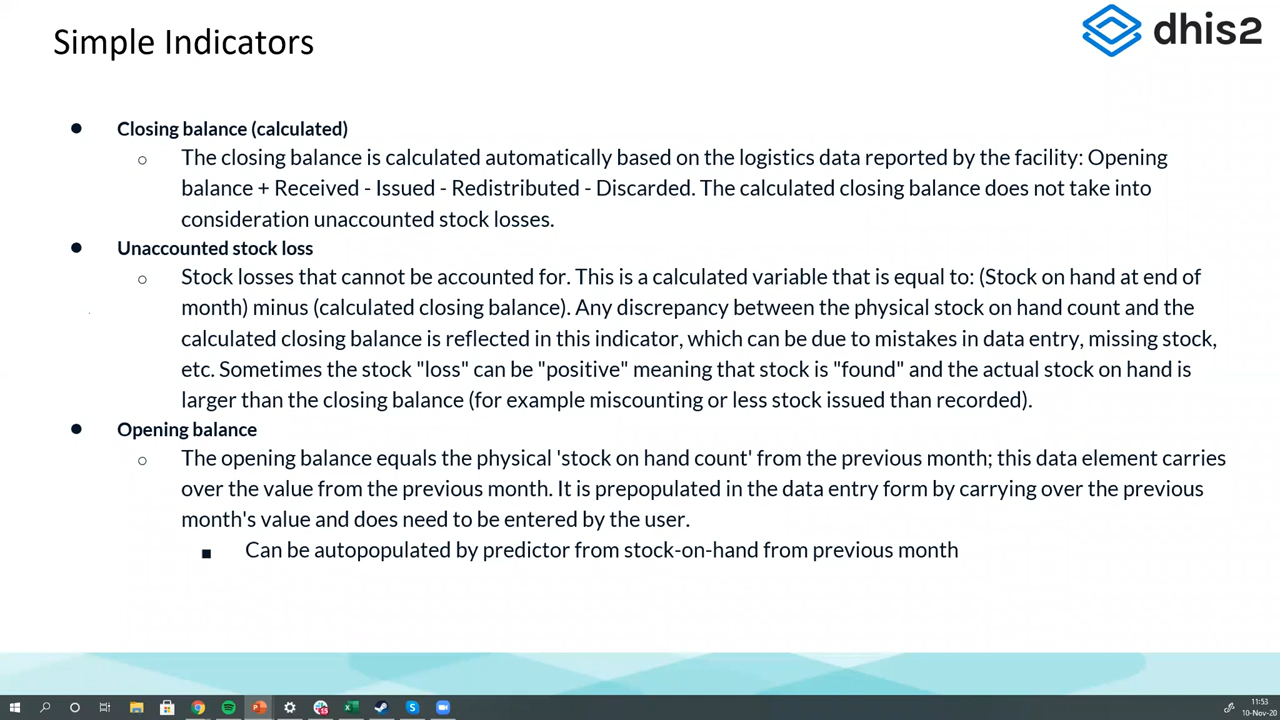 Simple Indicators
dhis2
● Closing balance (calculated)
○ The closing balance is calculated automatically based on the logistics data reported by the facility: Opening
balance + Received - Issued - Redistributed - Discarded. The calculated closing balance does not take into
consideration unaccounted stock losses.
● Unaccounted stock loss
○ Stock losses that cannot be accounted for. This is a calculated variable that is equal to: (Stock on hand at end of
month) minus (calculated closing balance). Any discrepancy between the physical stock on hand count and the
calculated closing balance is reflected in this indicator, which can be due to mistakes in data entry, missing stock,
etc. Sometimes the stock "loss" can be "positive" meaning that stock is "found" and the actual stock on hand is
larger than the closing balance (for example miscounting or less stock issued than recorded).
● Opening balance
○ The opening balance equals the physical 'stock on hand count' from the previous month; this data element carries
over the value from the previous month. It is prepopulated in the data entry form by carrying over the previous
month's value and does need to be entered by the user.
■ Can be autopopulated by predictor from stock-on-hand from previous month
11:53
10-Nov-20